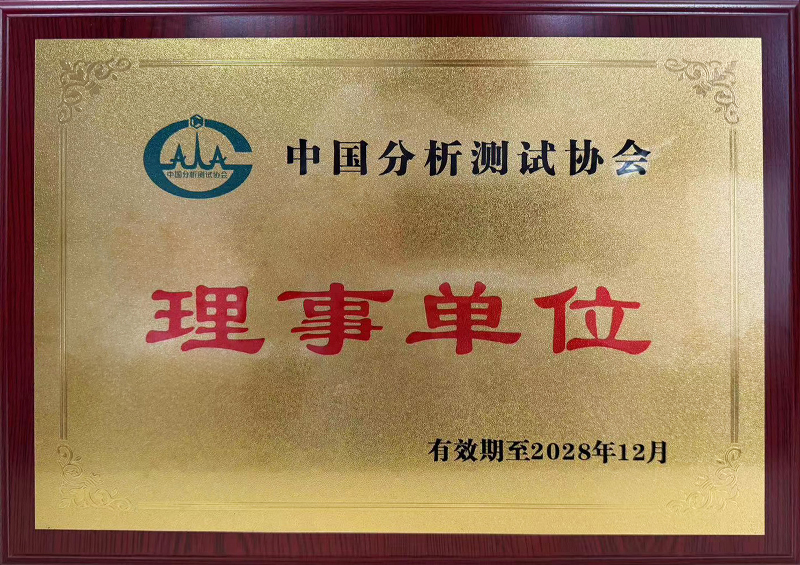 CAIA
中国分析测试协会
中国分析测试协会
理事单位
有效期至2028年12月